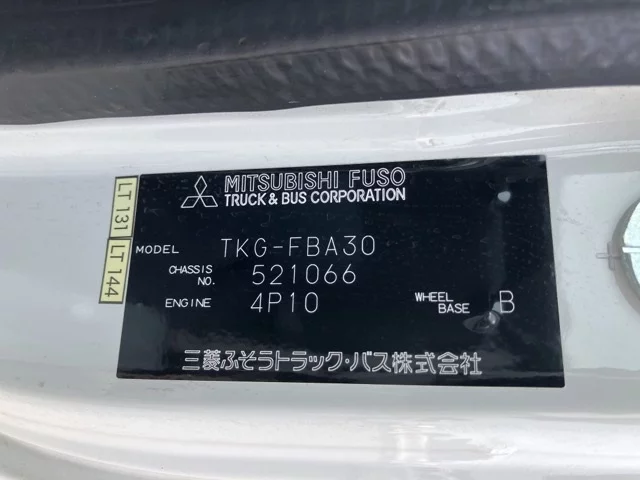 MITSUBISHI FUSO
TRUCK & BUS CORPORATION
LT 131
LT 144
MODEL TKG-FBA30
CHASSIS NO. 521066
ENGINE 4P10 WHEEL BASE B
三菱ふそうトラック・バス株式会社